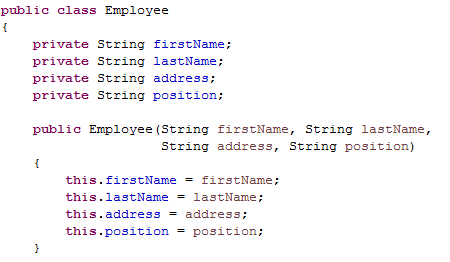 public class Employee
{
    private String firstName;
    private String lastName;
    private String address;
    private String position;

    public Employee(String firstName, String lastName,
                    String address, String position)
    {
        this.firstName = firstName;
        this.lastName = lastName;
        this.address = address;
        this.position = position;
    }